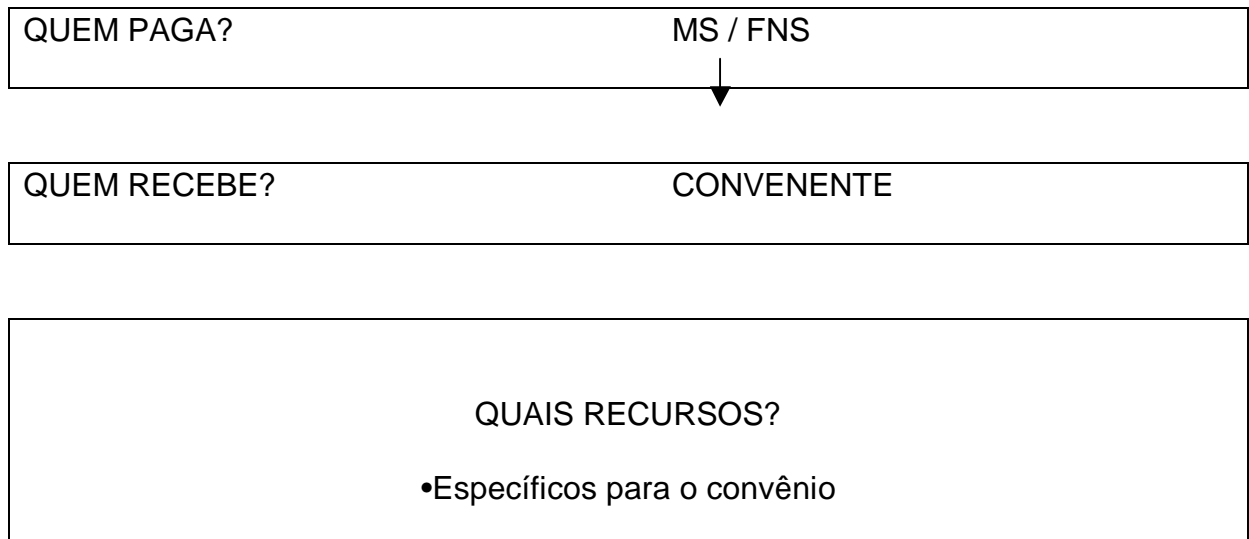 QUEM PAGA? MS / FNS
QUEM RECEBE? CONVENENTE
QUAIS RECURSOS?
•Específicos para o convênio